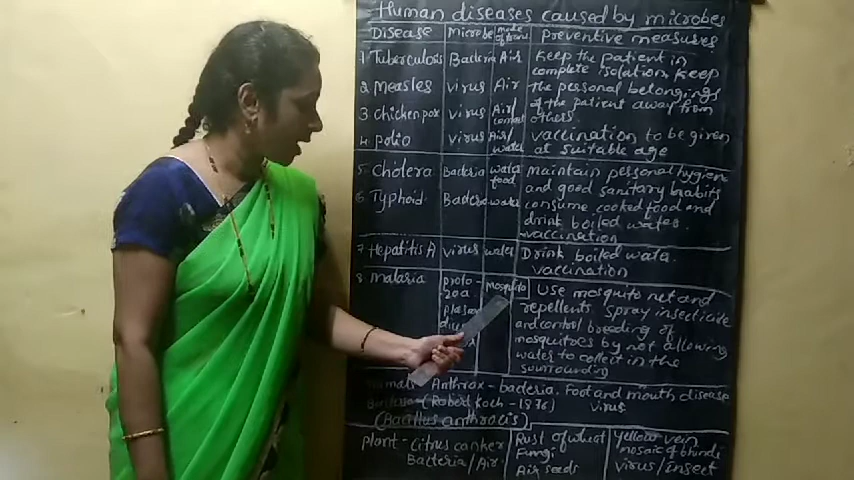 Human diseases caused by microbes
Disease Microbe mode of trans Preventive measures
1 Tuberculosis Bacteria Air Keep the patient in
complete isolation. Keep
2 Measles virus Air The personal belongings
3 Chickenpox virus Air/contact of the patient away from
others.
4 polio virus Air/water vaccination to be given
at suitable age.
5 Cholera Bacteria water food Maintain personal hygiene
and good sanitary habits
6 Typhoid Bacteria water consume cooked food and
drink boiled water.
vaccination
7 Hepatitis A virus water Drink boiled water.
vaccination
8 malaria proto-zoa mosquito Use mosquito net and
repellents. Spray insecticide
and control breeding of
mosquitoes by not allowing
water to collect in the
surrounding
Anthrox - bacteria. Foot and mouth disease
(Robert Koch - 1876) virus
(Bacillus anthrocis)
plant - Citrus canker Rust of wheat Yellow vein
Fungi mosaic of bhindi
Bacteria / Air Air seeds virus/insect